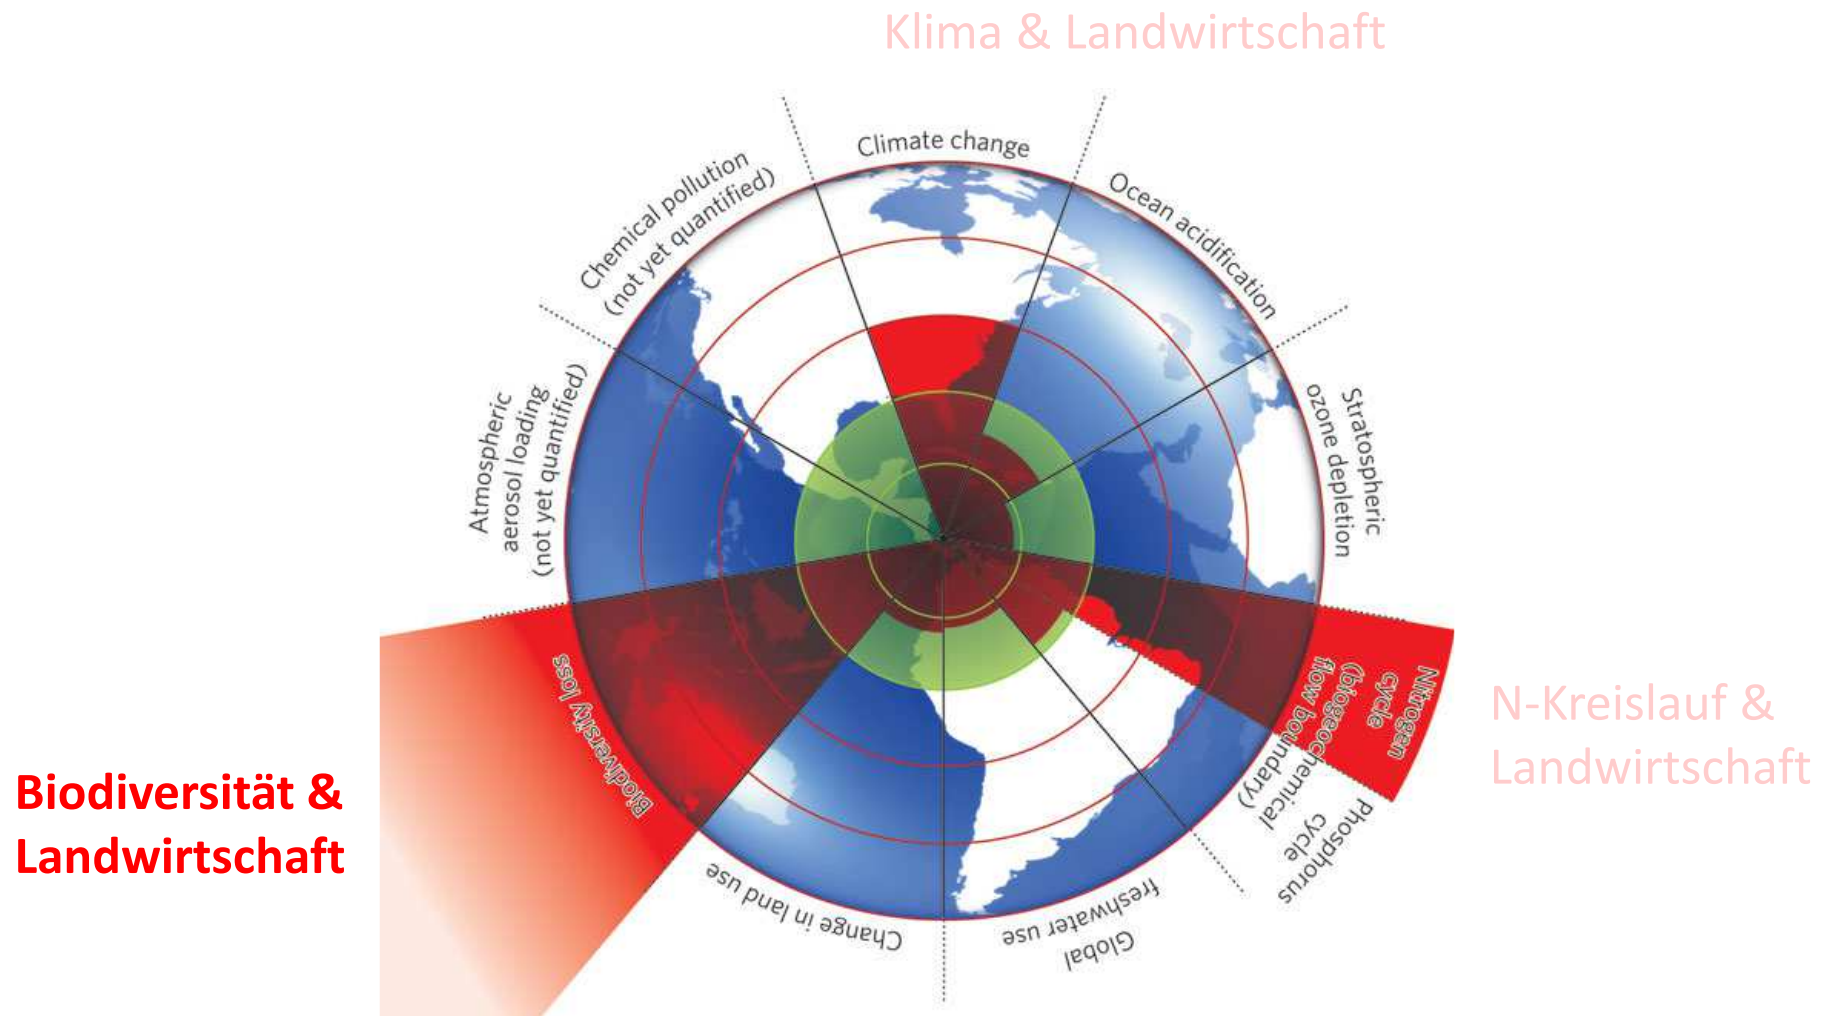 Klima & Landwirtschaft
Climate change
Ocean acidification
Stratospheric
ozone depletion
Nitrogen
cycle
(biogeochemical
flow boundary)
Phosphorus
cycle
Global
freshwater use
Change in land use
Biodiversity loss
Atmospheric
aerosol loading
(not yet quantified)
Chemical pollution
(not yet quantified)
Biodiversität &
Landwirtschaft
N-Kreislauf &
Landwirtschaft